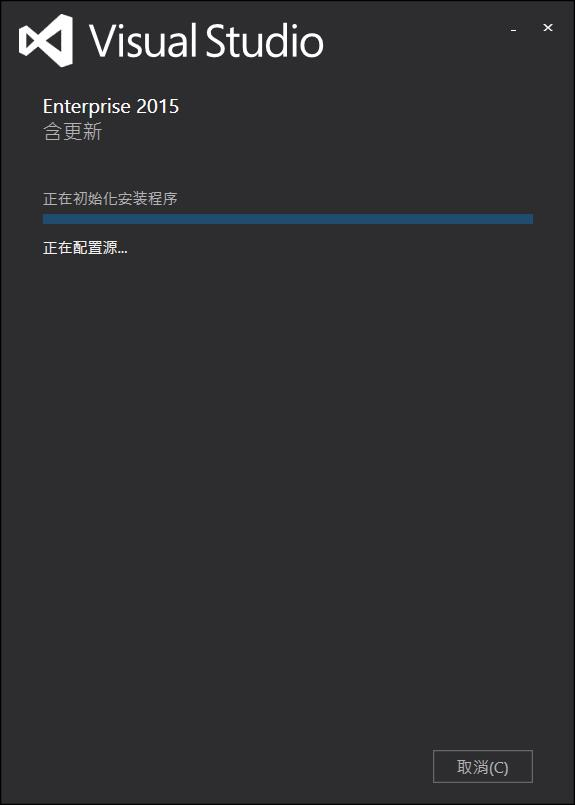 Visual Studio
Enterprise 2015
含更新
正在初始化安装程序
正在配置源...
取消(C)